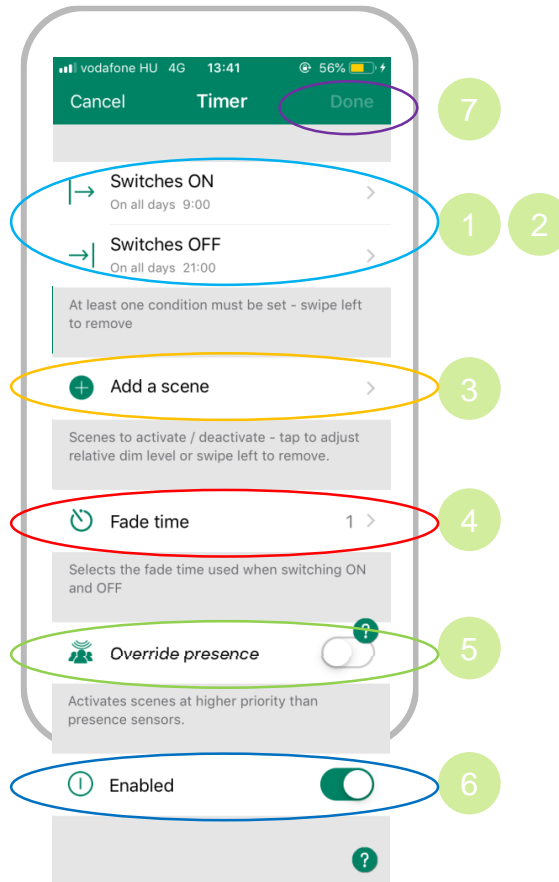 vodafone HU 4G 13:41 56%
Cancel Timer Done
7
Switches ON
On all days 9:00
1 2
Switches OFF
On all days 21:00
At least one condition must be set - swipe left
to remove
Add a scene
3
Scenes to activate / deactivate - tap to adjust
relative dim level or swipe left to remove.
Fade time 1
4
Selects the fade time used when switching ON
and OFF
?
Override presence
5
Activates scenes at higher priority than
presence sensors.
Enabled
6
?